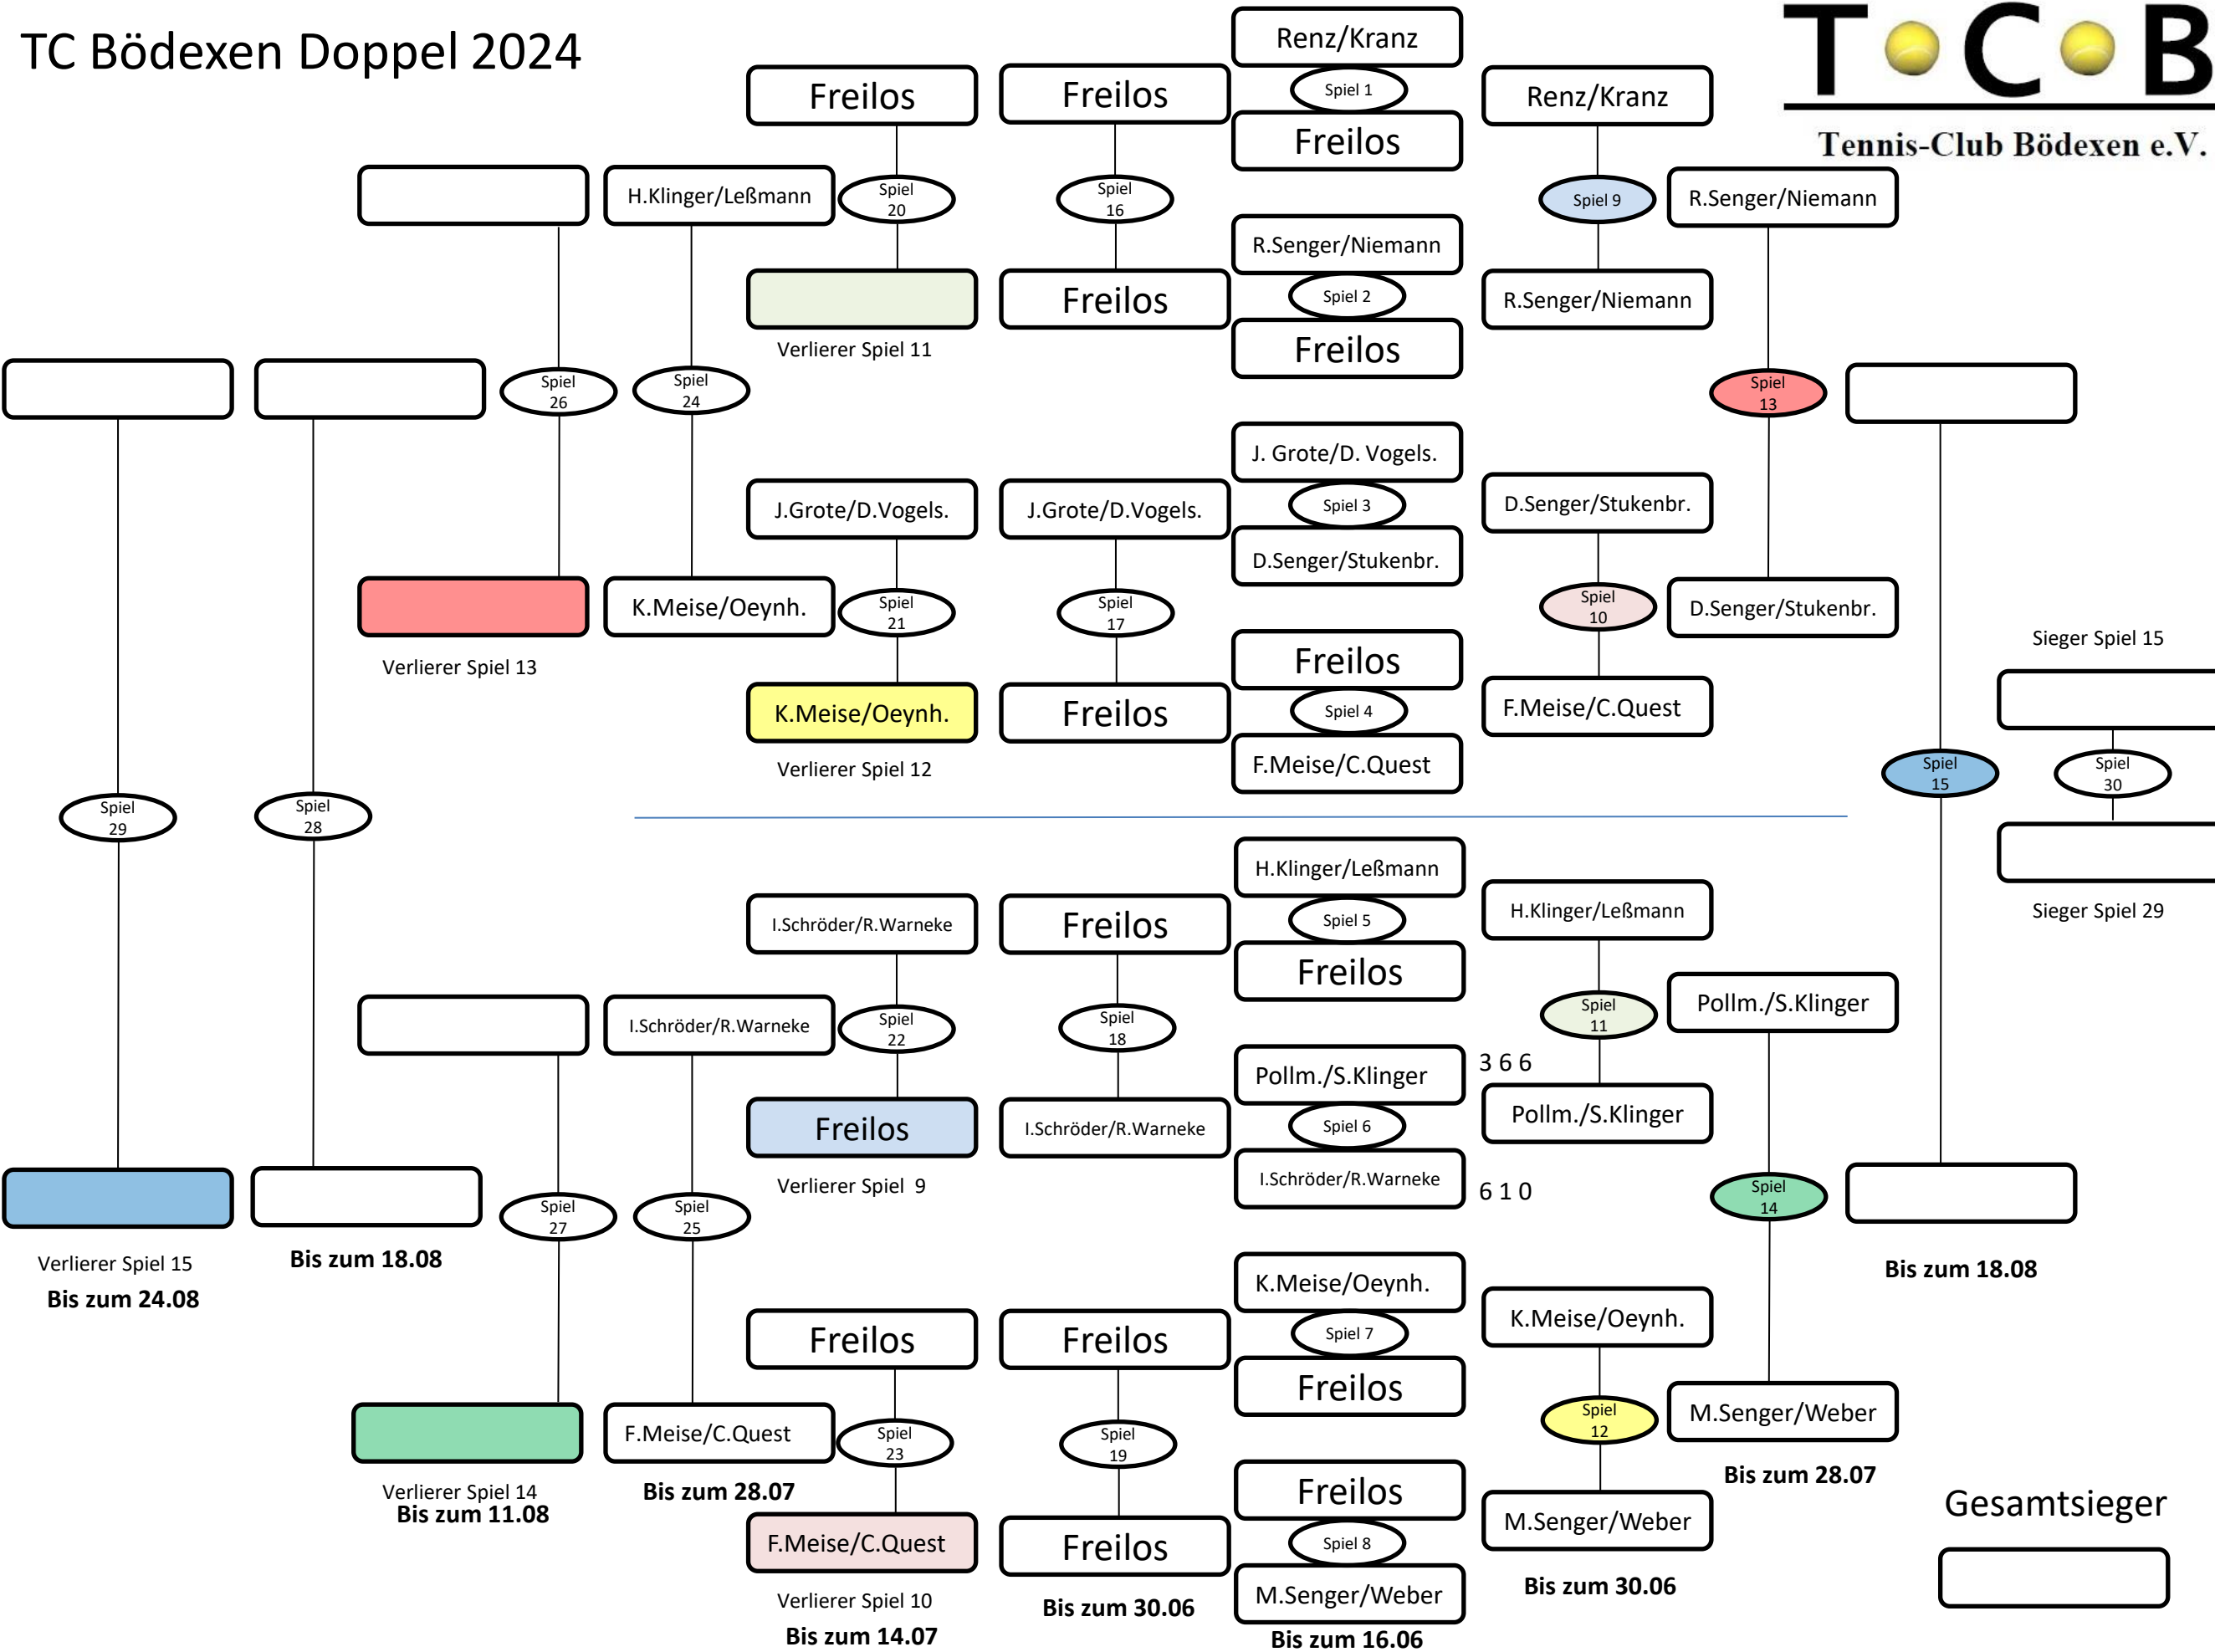 TC Bödexen Doppel 2024
T C B
Tennis-Club Bödexen e.V.
Renz/Kranz
Freilos
Freilos
Spiel 1
Renz/Kranz
Freilos
H.Klinger/Leßmann
Spiel
20
Spiel
16
Spiel 9
R.Senger/Niemann
R.Senger/Niemann
Freilos
Spiel 2
R.Senger/Niemann
Verlierer Spiel 11
Freilos
Spiel
26
Spiel
24
Spiel
13
J. Grote/D. Vogels.
J.Grote/D.Vogels.
J.Grote/D.Vogels.
Spiel 3
D.Senger/Stukenbr.
D.Senger/Stukenbr.
K.Meise/Oeynh.
Spiel
21
Spiel
17
Spiel
10
D.Senger/Stukenbr.
Verlierer Spiel 13
Freilos
Sieger Spiel 15
K.Meise/Oeynh.
Freilos
Spiel 4
F.Meise/C.Quest
Verlierer Spiel 12
F.Meise/C.Quest
Spiel
15
Spiel
30
Spiel
29
Spiel
28
H.Klinger/Leßmann
I.Schröder/R.Warneke
Freilos
Spiel 5
H.Klinger/Leßmann
Sieger Spiel 29
Freilos
I.Schröder/R.Warneke
Spiel
22
Spiel
18
Spiel
11
Pollm./S.Klinger
Pollm./S.Klinger
3 6 6
Freilos
I.Schröder/R.Warneke
Spiel 6
Pollm./S.Klinger
Verlierer Spiel 9
I.Schröder/R.Warneke
6 1 0
Spiel
27
Spiel
25
Spiel
14
Verlierer Spiel 15
Bis zum 24.08
Bis zum 18.08
Bis zum 18.08
K.Meise/Oeynh.
Freilos
Freilos
Spiel 7
K.Meise/Oeynh.
Freilos
F.Meise/C.Quest
Spiel
23
Spiel
19
Spiel
12
M.Senger/Weber
Verlierer Spiel 14
Bis zum 11.08
Bis zum 28.07
Bis zum 28.07
Freilos
F.Meise/C.Quest
Freilos
Spiel 8
M.Senger/Weber
Gesamtsieger
Verlierer Spiel 10
Bis zum 14.07
Bis zum 30.06
M.Senger/Weber
Bis zum 16.06
Bis zum 30.06